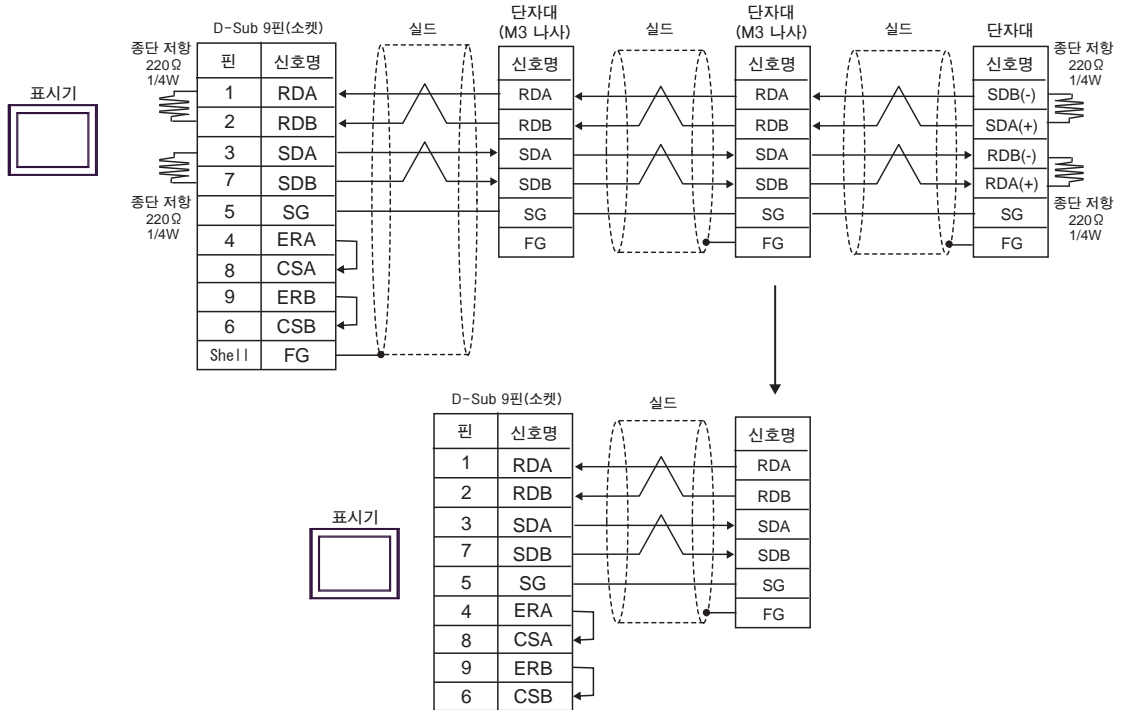 D-Sub 9핀(소켓)
실드
단자대
(M3 나사)
실드
단자대
(M3 나사)
실드
단자대
종단 저항
220Ω
1/4W
핀 신호명
신호명
신호명
신호명
종단 저항
220Ω
1/4W
표시기
1 RDA
RDA
RDA
SDB(-)
2 RDB
RDB
RDB
SDA(+)
3 SDA
SDA
SDA
RDB(-)
7 SDB
SDB
SDB
RDA(+)
종단 저항
220Ω
1/4W
5 SG
SG
SG
SG
종단 저항
220Ω
1/4W
4 ERA
FG
FG
FG
8 CSA
9 ERB
6 CSB
Shell FG
D-Sub 9핀(소켓)
실드
핀 신호명
신호명
1 RDA
RDA
2 RDB
RDB
표시기
3 SDA
SDA
7 SDB
SDB
5 SG
SG
4 ERA
FG
8 CSA
9 ERB
6 CSB